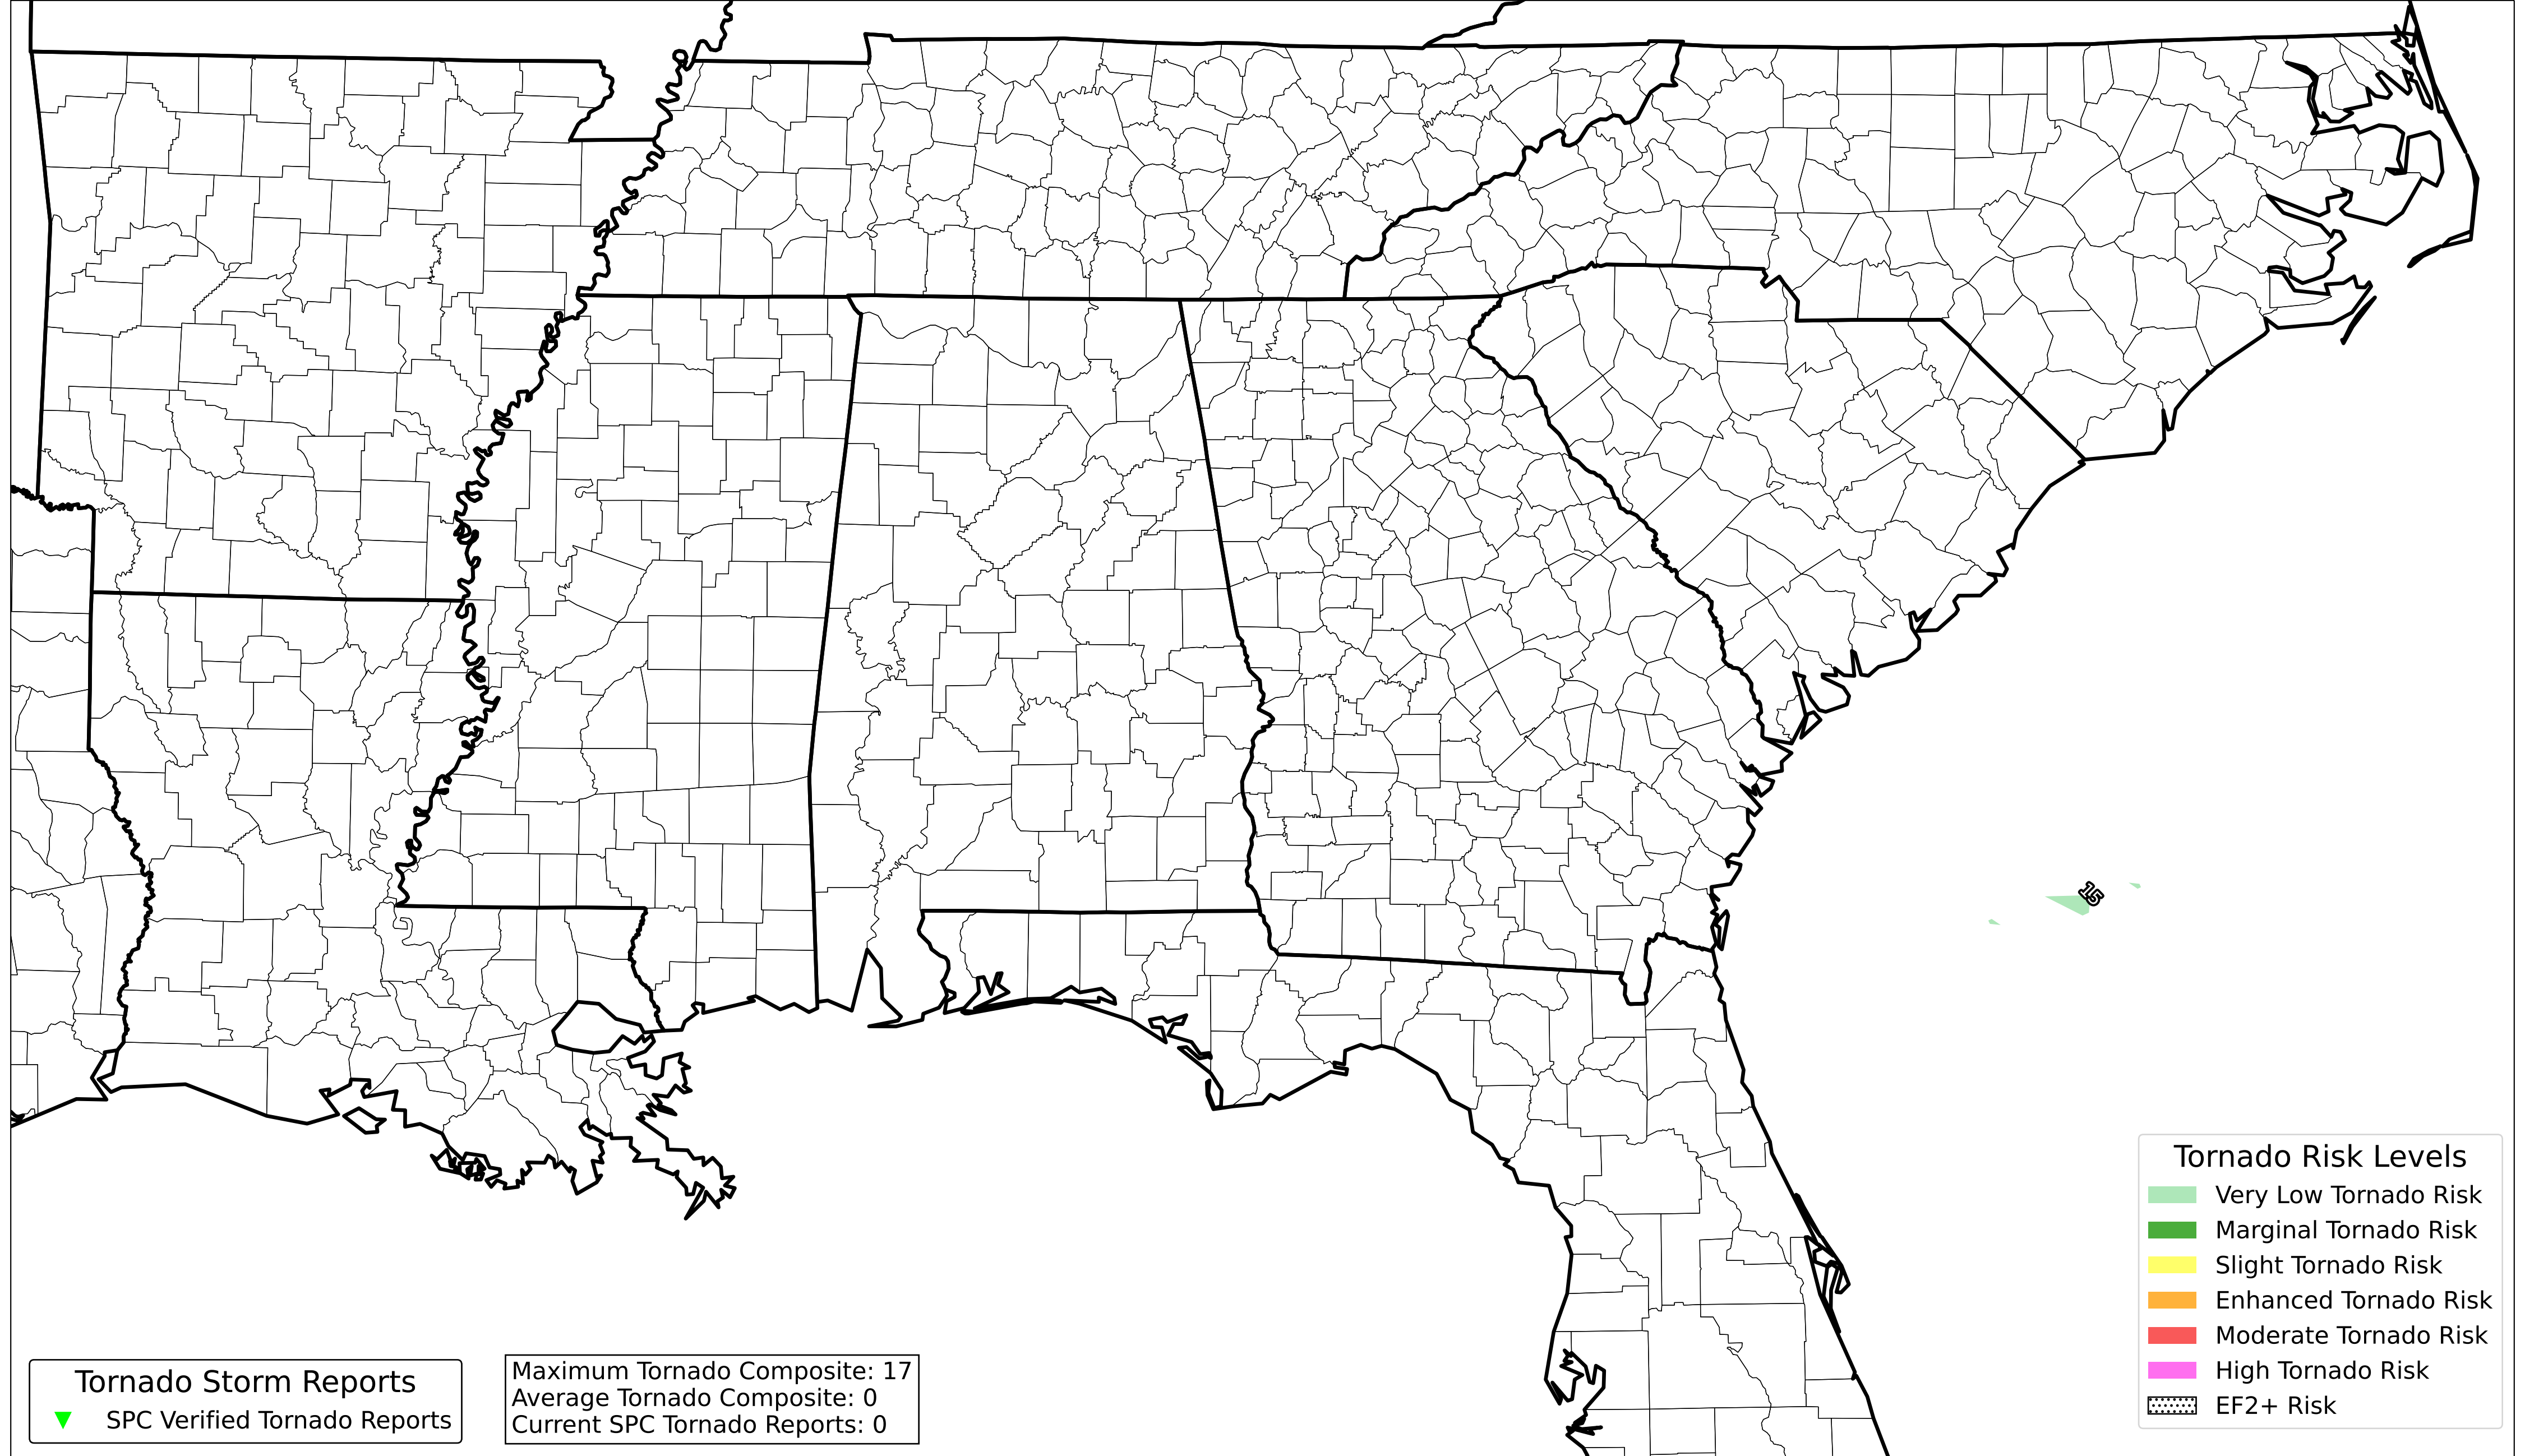 15
Tornado Risk Levels
Very Low Tornado Risk
Marginal Tornado Risk
Slight Tornado Risk
Enhanced Tornado Risk
Moderate Tornado Risk
High Tornado Risk
EF2+ Risk
Tornado Storm Reports
SPC Verified Tornado Reports
Maximum Tornado Composite: 17
Average Tornado Composite: 0
Current SPC Tornado Reports: 0